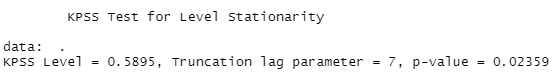 KPSS Test for Level Stationarity
data:  .
KPSS Level = 0.5895, Truncation lag parameter = 7, p-value = 0.02359